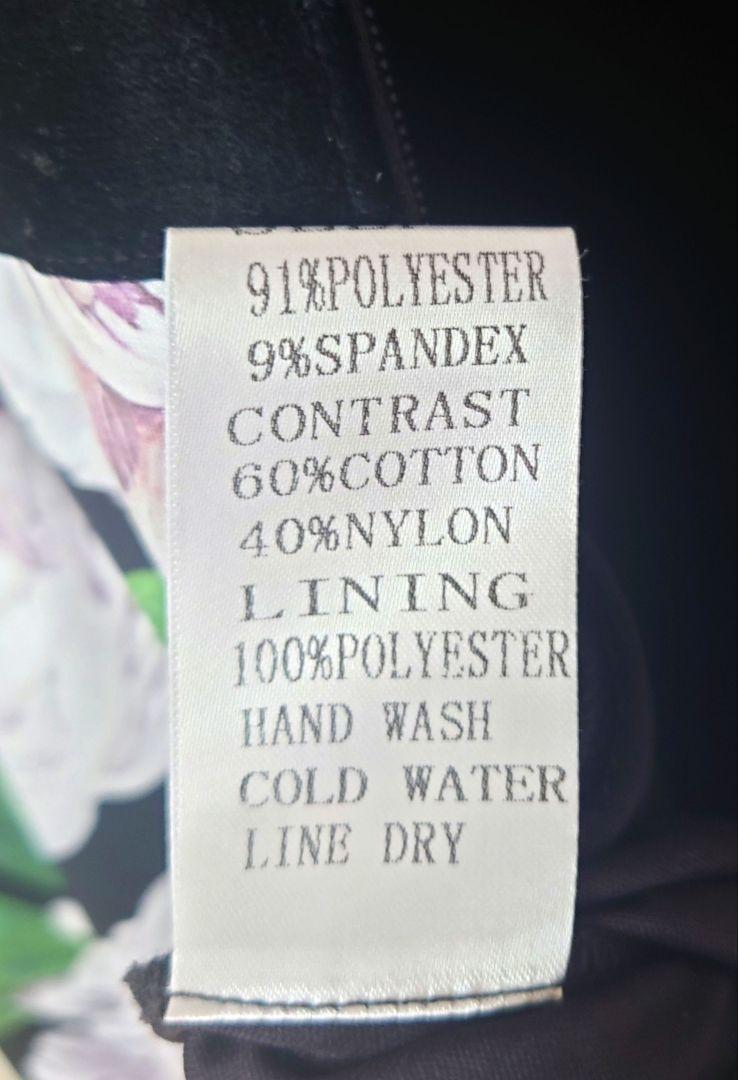 91%POLYESTER
9%SPANDEX
CONTRAST
60%COTTON
40%NYLON
LINING
100%POLYESTER
HAND WASH
COLD WATER
LINE DRY